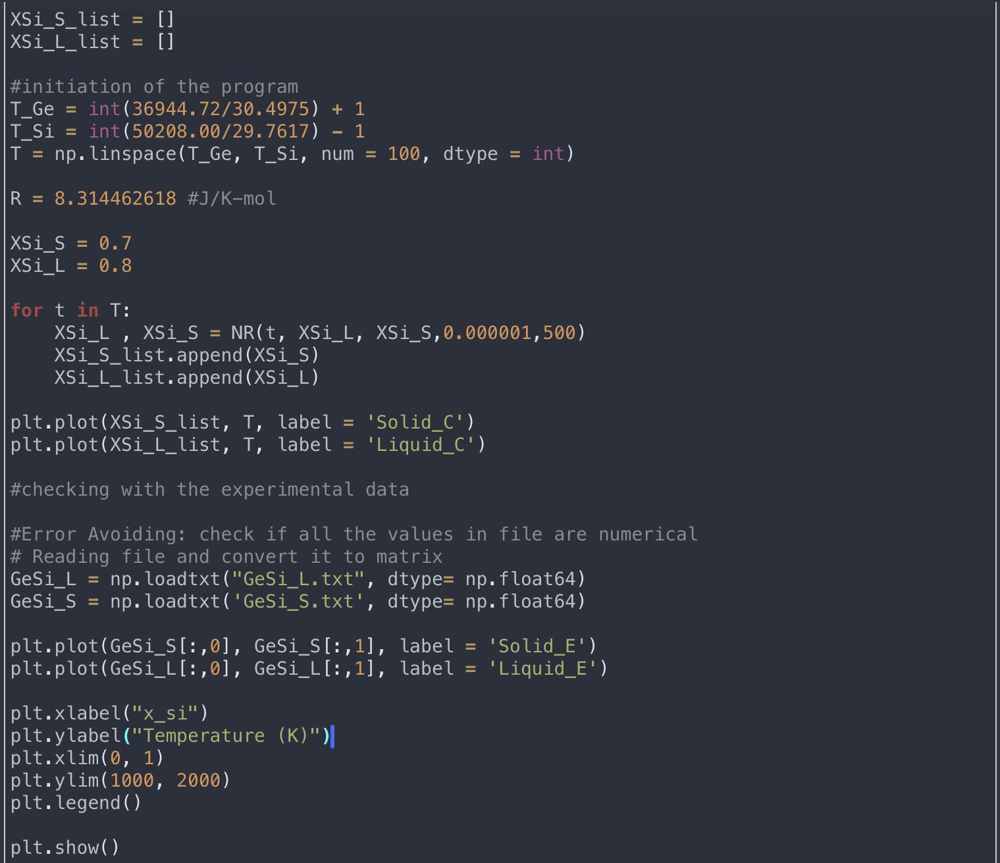 XSi_S_list = []
XSi_L_list = []
#initiation of the program
T_Ge = int(36944.72/30.4975) + 1
T_Si = int(50208.00/29.7617) - 1
T = np.linspace(T_Ge, T_Si, num = 100, dtype = int)
R = 8.314462618 #J/K-mol
XSi_S = 0.7
XSi_L = 0.8
for t in T:
    XSi_L , XSi_S = NR(t, XSi_L, XSi_S,0.000001,500)
    XSi_S_list.append(XSi_S)
    XSi_L_list.append(XSi_L)
plt.plot(XSi_S_list, T, label = 'Solid_C')
plt.plot(XSi_L_list, T, label = 'Liquid_C')
#checking with the experimental data
#Error Avoiding: check if all the values in file are numerical
# Reading file and convert it to matrix
GeSi_L = np.loadtxt("GeSi_L.txt", dtype= np.float64)
GeSi_S = np.loadtxt('GeSi_S.txt', dtype= np.float64)
plt.plot(GeSi_S[:,0], GeSi_S[:,1], label = 'Solid_E')
plt.plot(GeSi_L[:,0], GeSi_L[:,1], label = 'Liquid_E')
plt.xlabel("x_si")
plt.ylabel("Temperature (K)")
plt.xlim(0, 1)
plt.ylim(1000, 2000)
plt.legend()
plt.show()